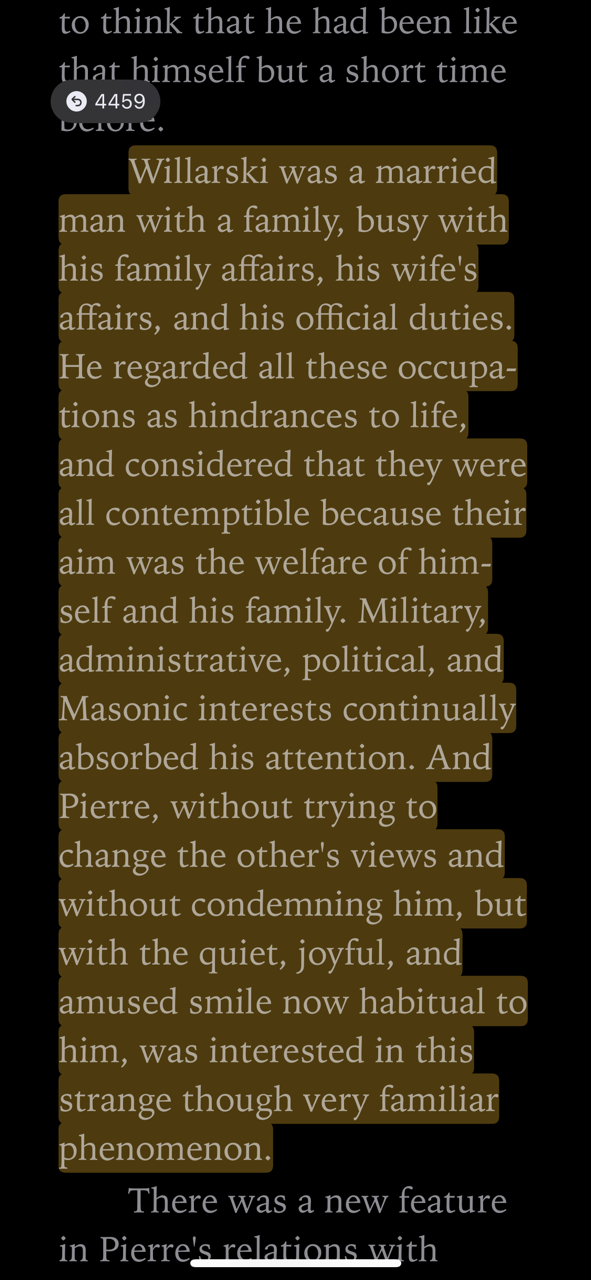 to think that he had been like
that himself but a short time
4459
before.
Willarski was a married
man with a family, busy with
his family affairs, his wife's
affairs, and his official duties.
He regarded all these occupa-
tions as hindrances to life,
and considered that they were
all contemptible because their
aim was the welfare of him-
self and his family. Military,
administrative, political, and
Masonic interests continually
absorbed his attention. And
Pierre, without trying to
change the other's views and
without condemning him, but
with the quiet, joyful, and
amused smile now habitual to
him, was interested in this
strange though very familiar
phenomenon.
There was a new feature
in Pierre's relations with